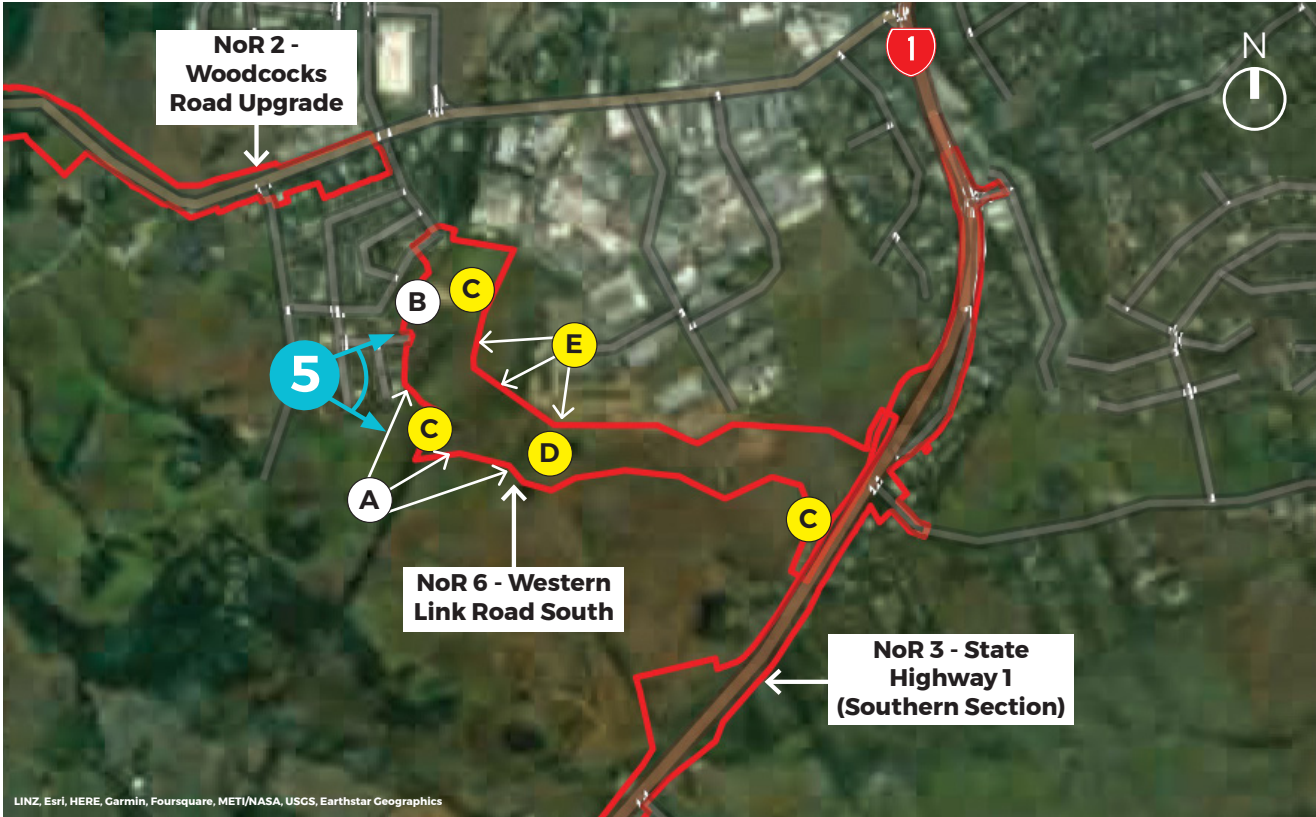 NoR 2 -
Woodcocks
Road Upgrade
1
N
B
C
E
5
C
D
A
C
NoR 6 - Western
Link Road South
NoR 3 - State
Highway 1
(Southern Section)
LINZ, Esri, HERE, Garmin, Foursquare, METI/NASA, USGS, Earthstar Geographics